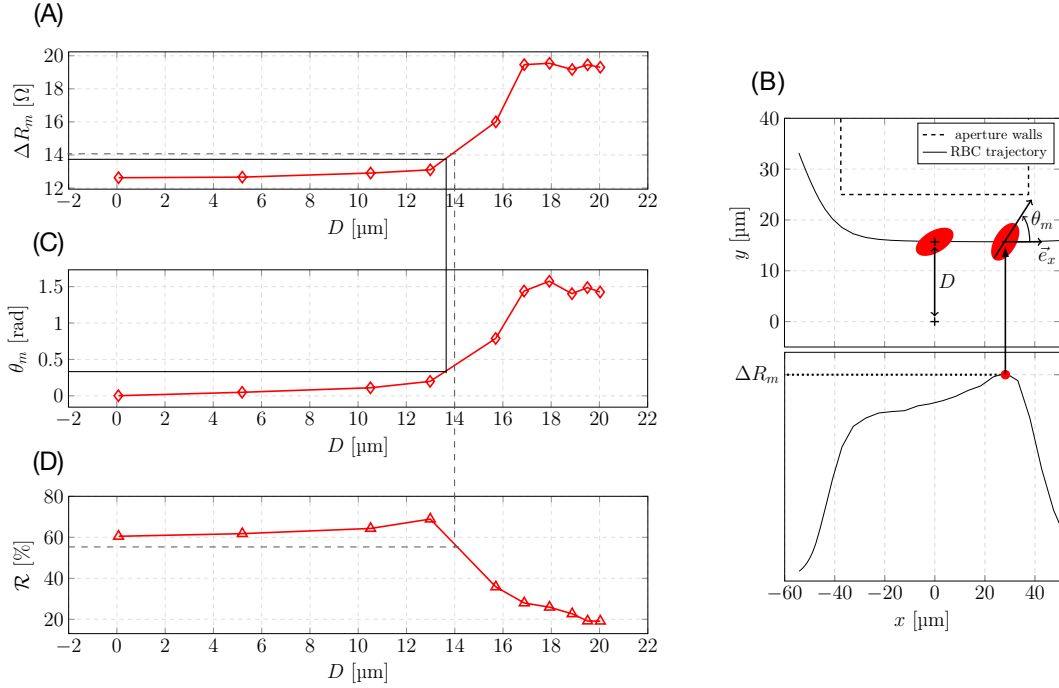 (A)
20
18
16
14
12
ΔR_m [Ω]
−2 0 2 4 6 8 10 12 14 16 18 20 22
D [µm]
(C)
1.5
1
0.5
0
θ_m [rad]
−2 0 2 4 6 8 10 12 14 16 18 20 22
D [µm]
(D)
80
60
40
20
ℛ [%]
−2 0 2 4 6 8 10 12 14 16 18 20 22
D [µm]
(B)
40
30
20
10
0
y [µm]
aperture walls
RBC trajectory
θ_m
e⃗_x
D
ΔR_m
−60 −40 −20 0 20 40
x [µm]